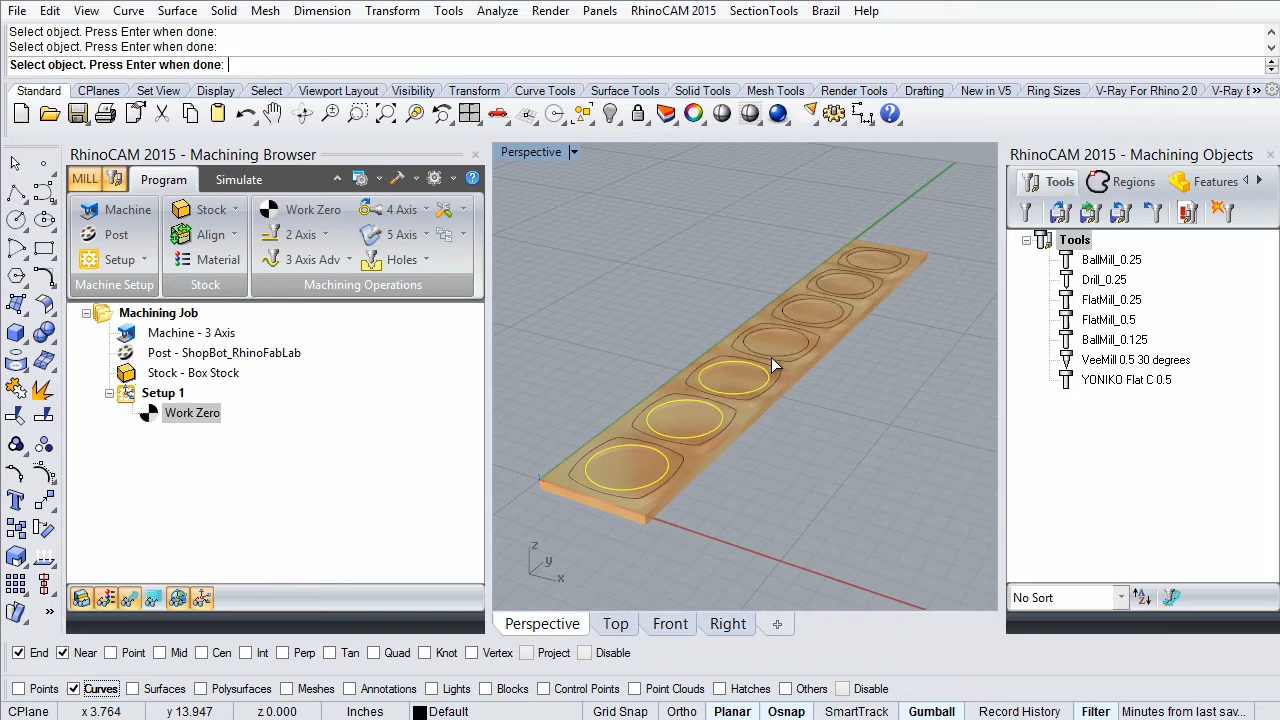 File Edit View Curve Surface Solid Mesh Dimension Transform Tools Analyze Render Panels RhinoCAM 2015 SectionTools Brazil Help
Select object. Press Enter when done:
Select object. Press Enter when done:
Select object. Press Enter when done:
Standard CPlanes Set View Display Select Viewport Layout Visibility Transform Curve Tools Surface Tools Solid Tools Mesh Tools Render Tools Drafting New in V5 Ring Sizes V-Ray For Rhino 2.0 V-Ray
RhinoCAM 2015 - Machining Browser
MILL Program Simulate
Machine Stock Work Zero 4 Axis
Post Align 2 Axis 5 Axis
Setup Material 3 Axis Adv Holes
Machine Setup Stock Machining Operations
Machining Job
Machine - 3 Axis
Post - ShopBot_RhinoFabLab
Stock - Box Stock
Setup 1
Work Zero
Perspective
z
y
x
Perspective Top Front Right
RhinoCAM 2015 - Machining Objects
Tools Regions Features
Tools
BallMill_0.25
Drill_0.25
FlatMill_0.25
FlatMill_0.5
BallMill_0.125
VeeMill 0.5 30 degrees
YONIKO Flat C 0.5
No Sort
End Near Point Mid Cen Int Perp Tan Quad Knot Vertex Project Disable
Points Curves Surfaces Polysurfaces Meshes Annotations Lights Blocks Control Points Point Clouds Hatches Others Disable
CPlane x 3.764 y 13.947 z 0.000 Inches Default Grid Snap Ortho Planar Osnap SmartTrack Gumball Record History Filter Minutes from last sav...